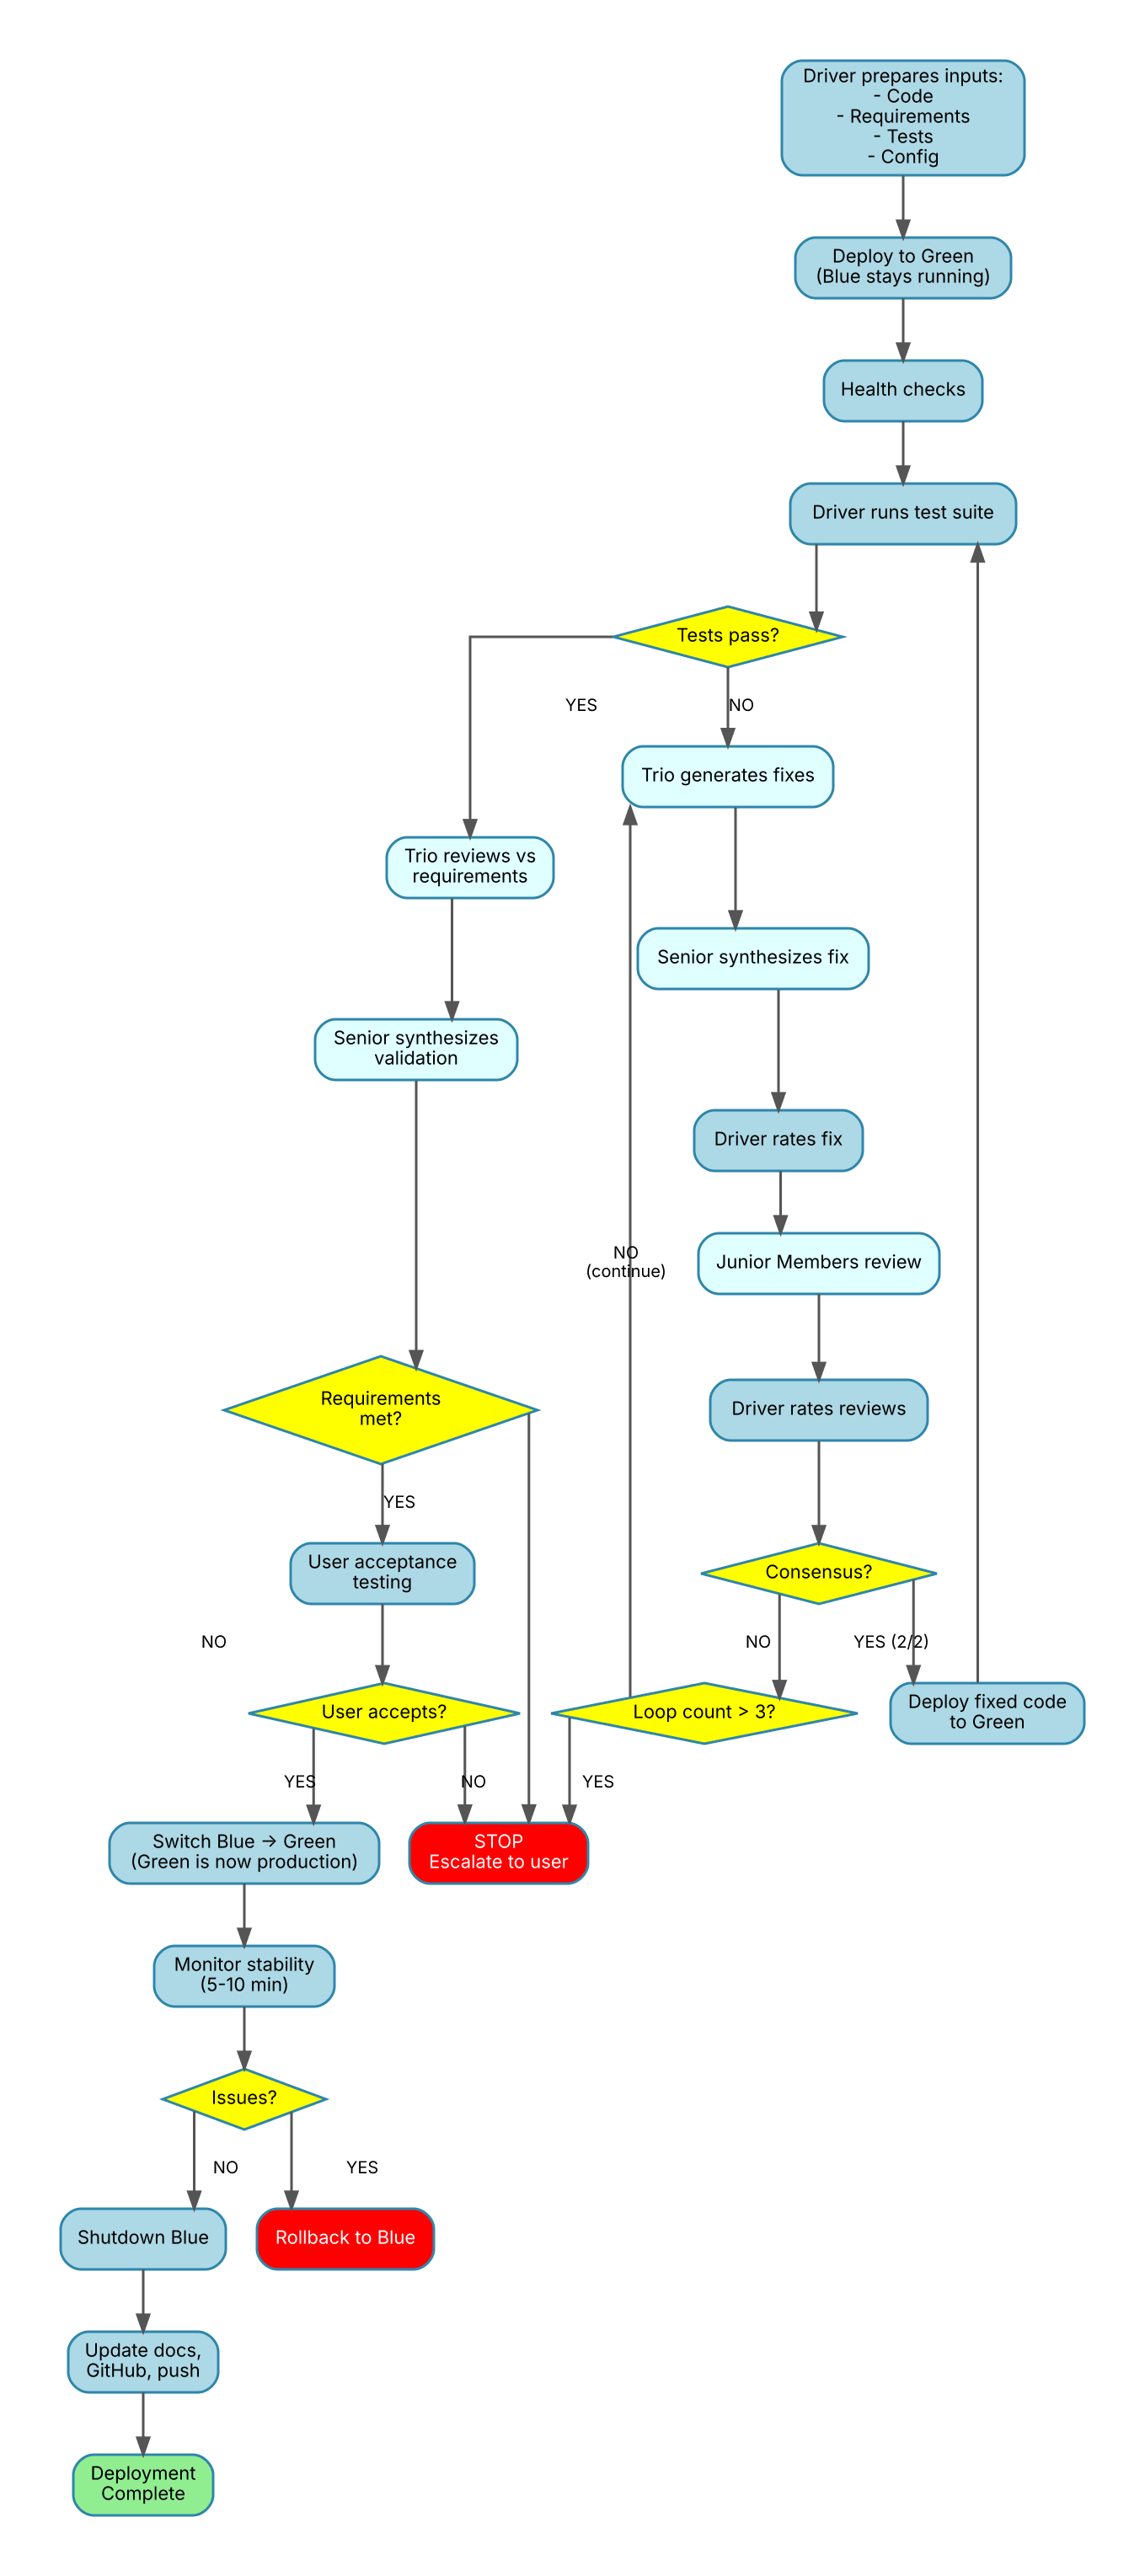 Driver prepares inputs:
- Code
- Requirements
- Tests
- Config
Deploy to Green
(Blue stays running)
Health checks
Driver runs test suite
Tests pass?
YES
NO
Trio generates fixes
Trio reviews vs
requirements
Senior synthesizes fix
Senior synthesizes
validation
Driver rates fix
NO
(continue)
Junior Members review
Requirements
met?
Driver rates reviews
YES
User acceptance
testing
Consensus?
NO
NO
YES (2/2)
User accepts?
Loop count > 3?
Deploy fixed code
to Green
YES
NO
YES
Switch Blue → Green
(Green is now production)
STOP
Escalate to user
Monitor stability
(5-10 min)
Issues?
NO
YES
Shutdown Blue
Rollback to Blue
Update docs,
GitHub, push
Deployment
Complete